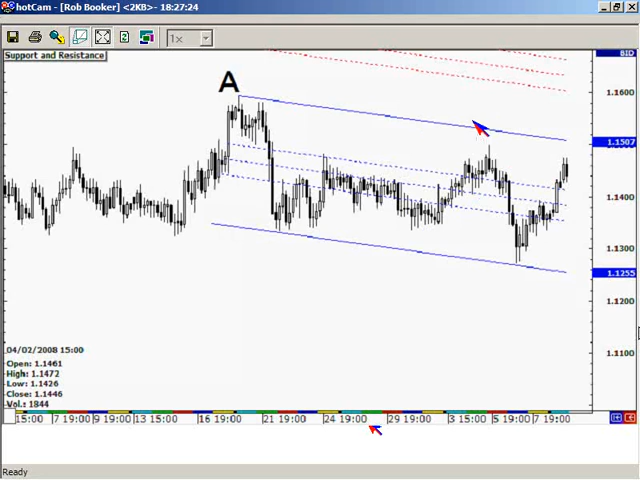 hotCam - [Rob Booker] <2KB> - 18:27:24
1x
Support and Resistance
BID
A
1.1600
1.1507
1.1400
1.1300
1.1255
1.1200
1.1100
04/02/2008 15:00
Open: 1.1461
High: 1.1472
Low: 1.1426
Close: 1.1446
Vol.: 1844
15:00 7 19:00 9 19:00 13 15:00 16 19:00 21 19:00 24 19:00 29 19:00 3 15:00 5 19:00 7 19:00
Ready